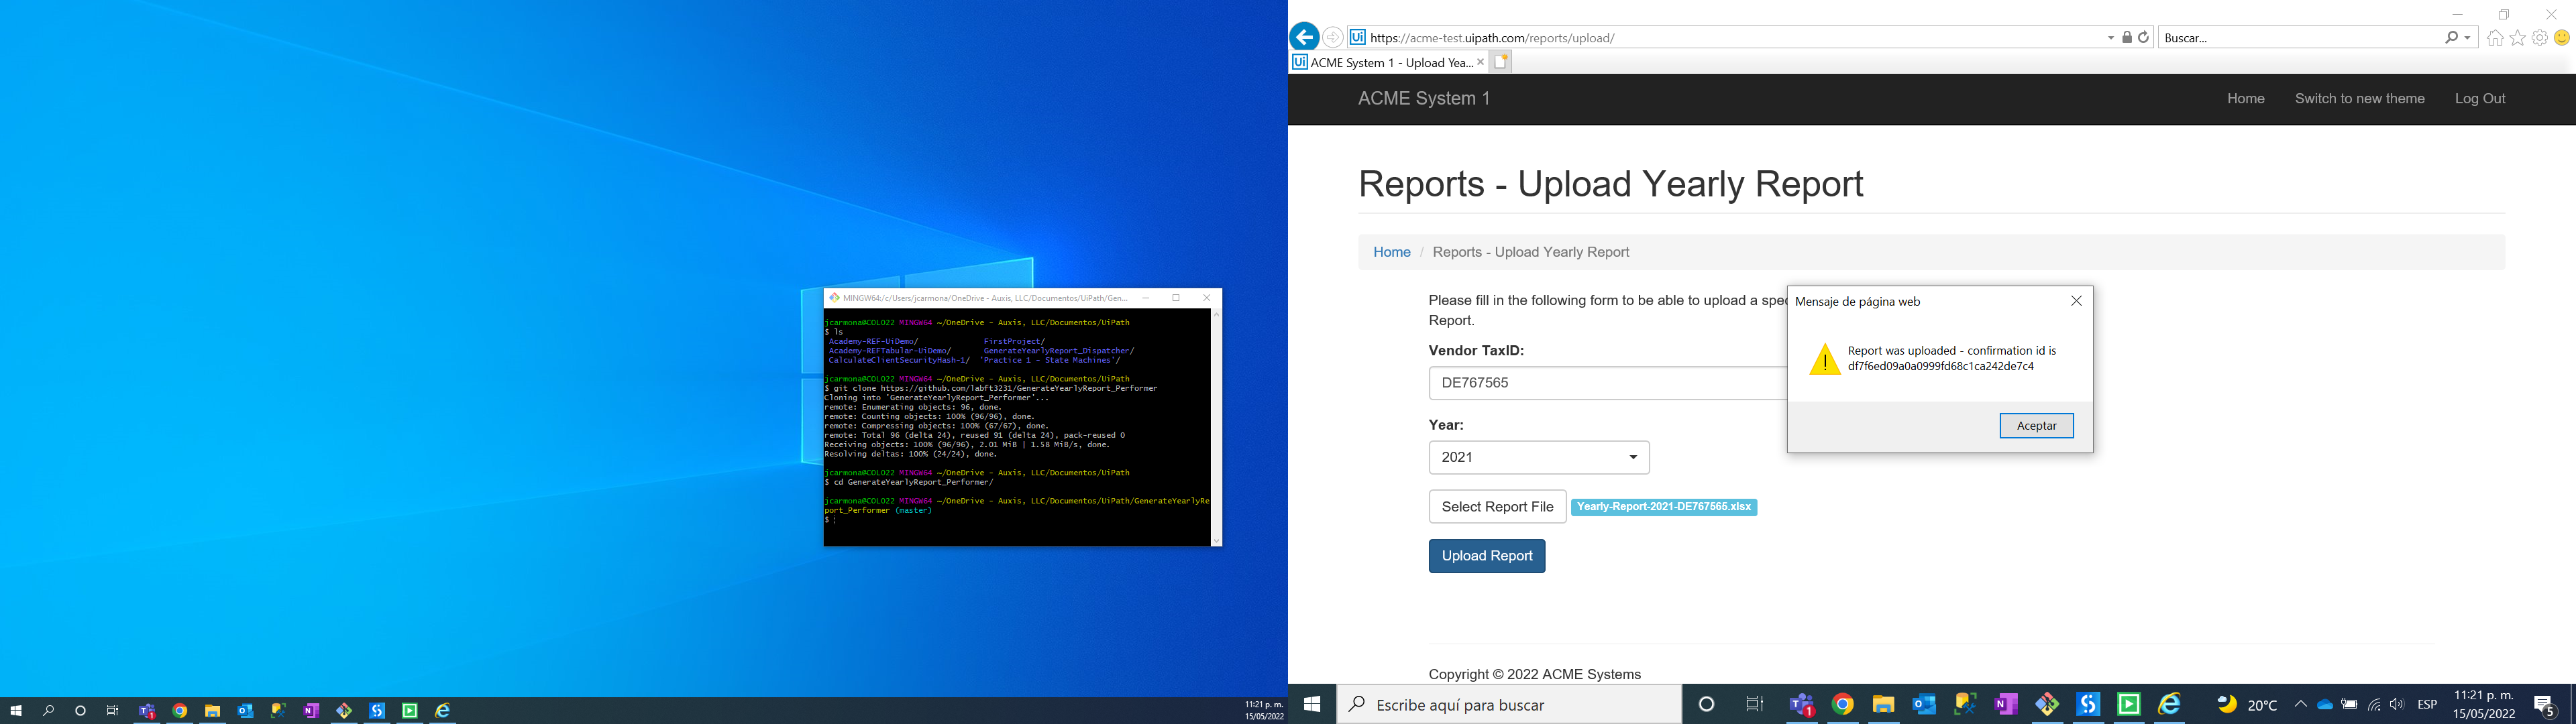 MINGW64:/c/Users/jcarmona/OneDrive - Auxis, LLC/Documentos/UiPath/Gen...
jcarmona@COL022 MINGW64 ~/OneDrive - Auxis, LLC/Documentos/UiPath
$ ls
Academy-REF-UiDemo/ FirstProject/
Academy-REFTabular-UiDemo/ GenerateYearlyReport_Dispatcher/
CalculateClientSecurityHash-1/ 'Practice 1 - State Machines'/
jcarmona@COL022 MINGW64 ~/OneDrive - Auxis, LLC/Documentos/UiPath
$ git clone https://github.com/labft3231/GenerateYearlyReport_Performer
Cloning into 'GenerateYearlyReport_Performer'...
remote: Enumerating objects: 96, done.
remote: Counting objects: 100% (96/96), done.
remote: Compressing objects: 100% (67/67), done.
remote: Total 96 (delta 24), reused 91 (delta 24), pack-reused 0
Receiving objects: 100% (96/96), 2.01 MiB | 1.58 MiB/s, done.
Resolving deltas: 100% (24/24), done.
jcarmona@COL022 MINGW64 ~/OneDrive - Auxis, LLC/Documentos/UiPath
$ cd GenerateYearlyReport_Performer/
jcarmona@COL022 MINGW64 ~/OneDrive - Auxis, LLC/Documentos/UiPath/GenerateYearlyRe
port_Performer (master)
$
11:21 p. m.
15/05/2022
Ui https://acme-test.uipath.com/reports/upload/
Buscar...
Ui ACME System 1 - Upload Yea...
ACME System 1
Home Switch to new theme Log Out
Reports - Upload Yearly Report
Home / Reports - Upload Yearly Report
Please fill in the following form to be able to upload a spe
Report.
Vendor TaxID:
DE767565
Year:
2021
Select Report File Yearly-Report-2021-DE767565.xlsx
Upload Report
Mensaje de página web
Report was uploaded - confirmation id is
df7f6ed09a0a0999fd68c1ca242de7c4
Aceptar
Copyright © 2022 ACME Systems
Escribe aquí para buscar
20°C
ESP
11:21 p. m.
15/05/2022
5